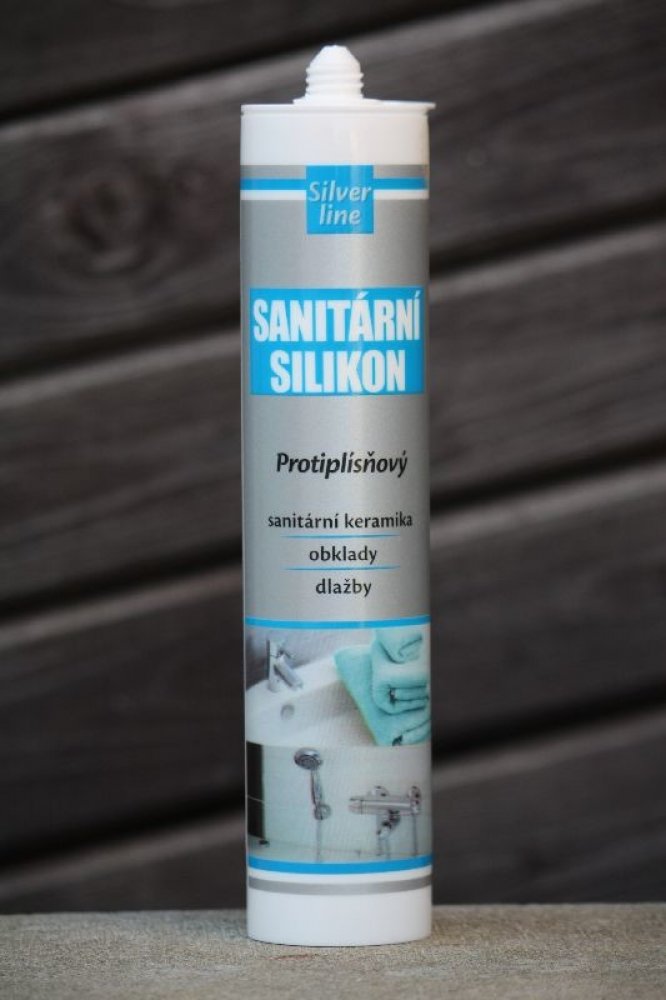 Silver
line
SANITÁRNÍ
SILIKON
Protiplísňový
sanitární keramika
obklady
dlažby